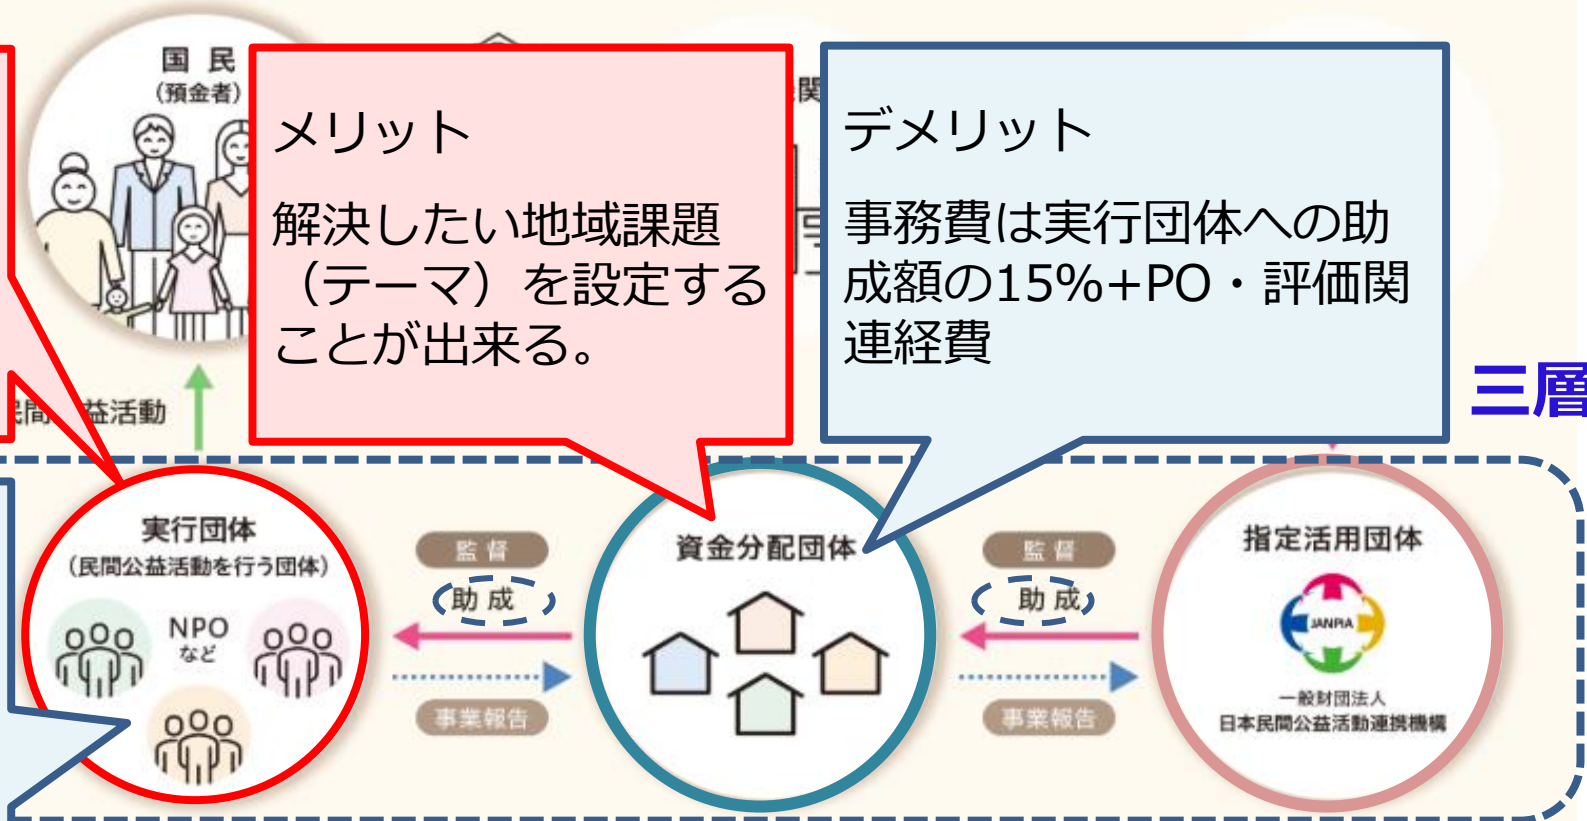 国 民
(預金者)
関
メリット
解決したい地域課題
（テーマ）を設定する
ことが出来る。
デメリット
事務費は実行団体への助
成額の15%+PO・評価関
連経費
間
益活動
三層
実行団体
(民間公益活動を行う団体)
NPO
など
監 督
助 成
事業報告
資金分配団体
監 督
助 成
事業報告
指定活用団体
JANPIA
一般財団法人
日本民間公益活動連携機構